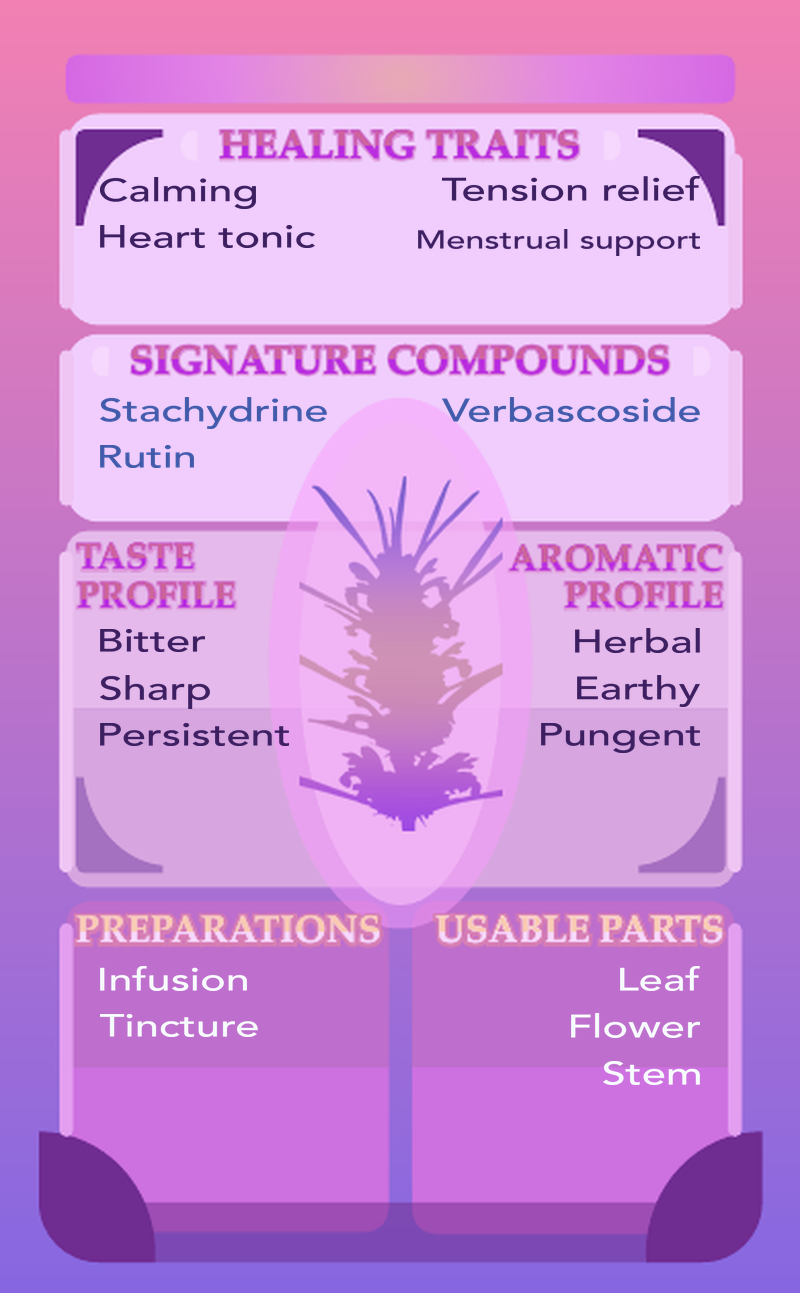 HEALING TRAITS
Calming
Tension relief
Heart tonic
Menstrual support
SIGNATURE COMPOUNDS
Stachydrine
Verbascoside
Rutin
TASTE
PROFILE
Bitter
Sharp
Persistent
AROMATIC
PROFILE
Herbal
Earthy
Pungent
PREPARATIONS
Infusion
Tincture
USABLE PARTS
Leaf
Flower
Stem